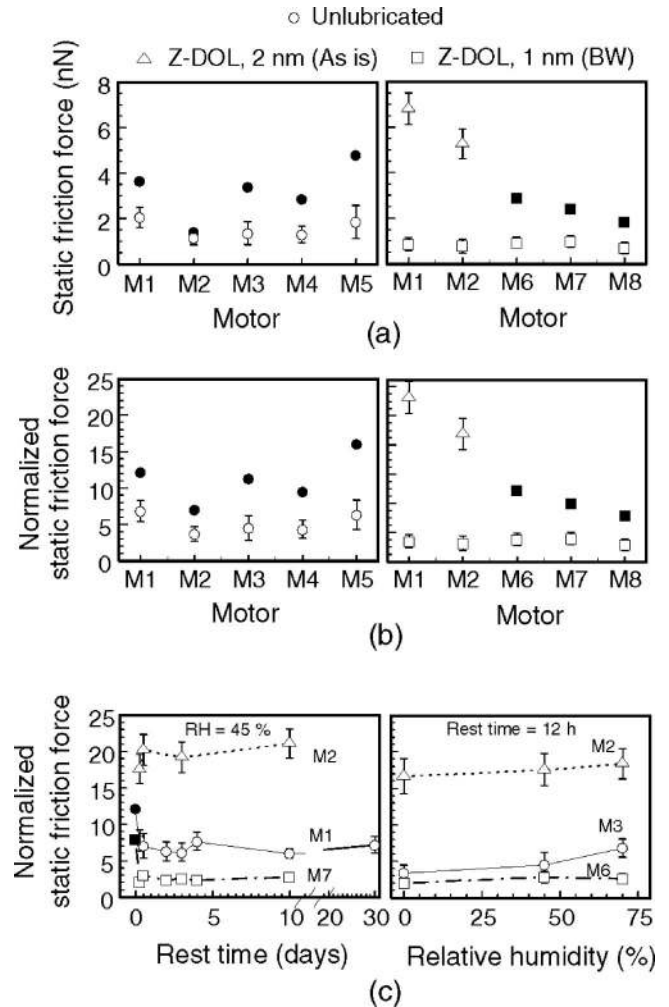 Unlubricated
Z-DOL, 2 nm (As is) Z-DOL, 1 nm (BW)
Static friction force (nN)
8
6
4
2
0
M1 M2 M3 M4 M5
Motor
M1 M2 M6 M7 M8
Motor
(a)
Normalized
static friction force
25
20
15
10
5
0
M1 M2 M3 M4 M5
Motor
M1 M2 M6 M7 M8
Motor
(b)
Normalized
static friction force
25
20
15
10
5
0
RH = 45 %
M2
M1
M7
0 10 20 30
Rest time (days)
Rest time = 12 h
M2
M3
M6
0 25 50 75
Relative humidity (%)
(c)